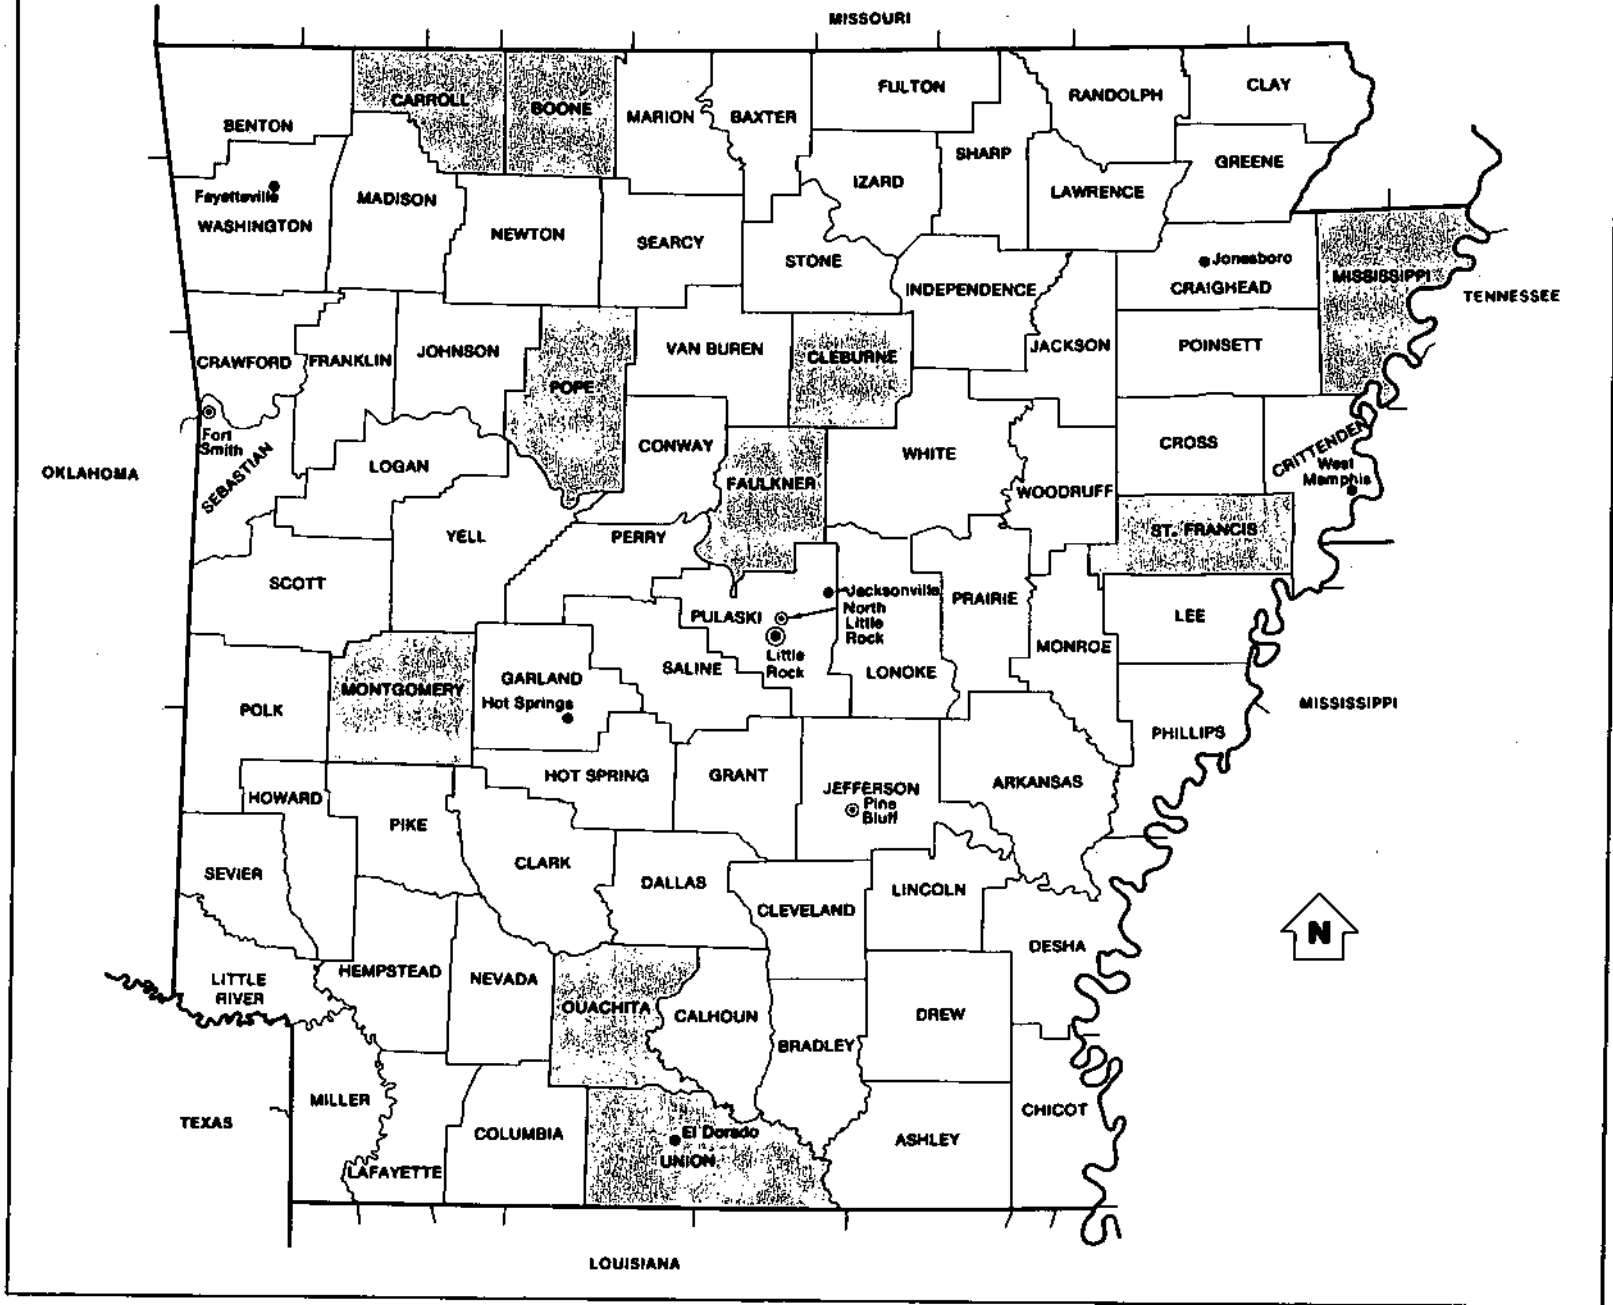 MISSOURI
CARROLL
BOONE
MARION
BAXTER
FULTON
RANDOLPH
CLAY
BENTON
SHARP
GREENE
IZARD
LAWRENCE
Fayetteville
WASHINGTON
MADISON
NEWTON
SEARCY
STONE
Jonesboro
CRAIGHEAD
MISSISSIPPI
TENNESSEE
INDEPENDENCE
CRAWFORD
FRANKLIN
JOHNSON
POPE
VAN BUREN
CLEBURNE
JACKSON
POINSETT
Fort
Smith
SEBASTIAN
OKLAHOMA
LOGAN
CONWAY
FAULKNER
WHITE
WOODRUFF
CROSS
CRITTENDEN
West
Memphis
YELL
PERRY
ST. FRANCIS
SCOTT
PULASKI
Jacksonville
North
Little
Rock
Little
Rock
PRAIRIE
MONROE
LEE
POLK
MONTGOMERY
GARLAND
Hot Springs
SALINE
LONOKE
PHILLIPS
MISSISSIPPI
HOWARD
PIKE
HOT SPRING
GRANT
JEFFERSON
Pine
Bluff
ARKANSAS
SEVIER
CLARK
DALLAS
CLEVELAND
LINCOLN
DESHA
N
LITTLE
RIVER
HEMPSTEAD
NEVADA
OUACHITA
CALHOUN
BRADLEY
DREW
TEXAS
MILLER
LAFAYETTE
COLUMBIA
El Dorado
UNION
ASHLEY
CHICOT
LOUISIANA